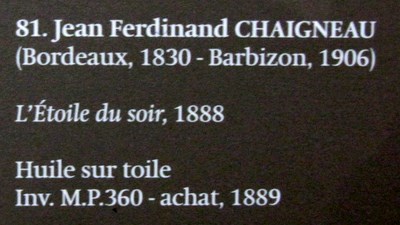 81. Jean Ferdinand CHAIGNEAU
(Bordeaux, 1830 - Barbizon, 1906)
L'Étoile du soir, 1888
Huile sur toile
Inv. M.P.360 - achat, 1889